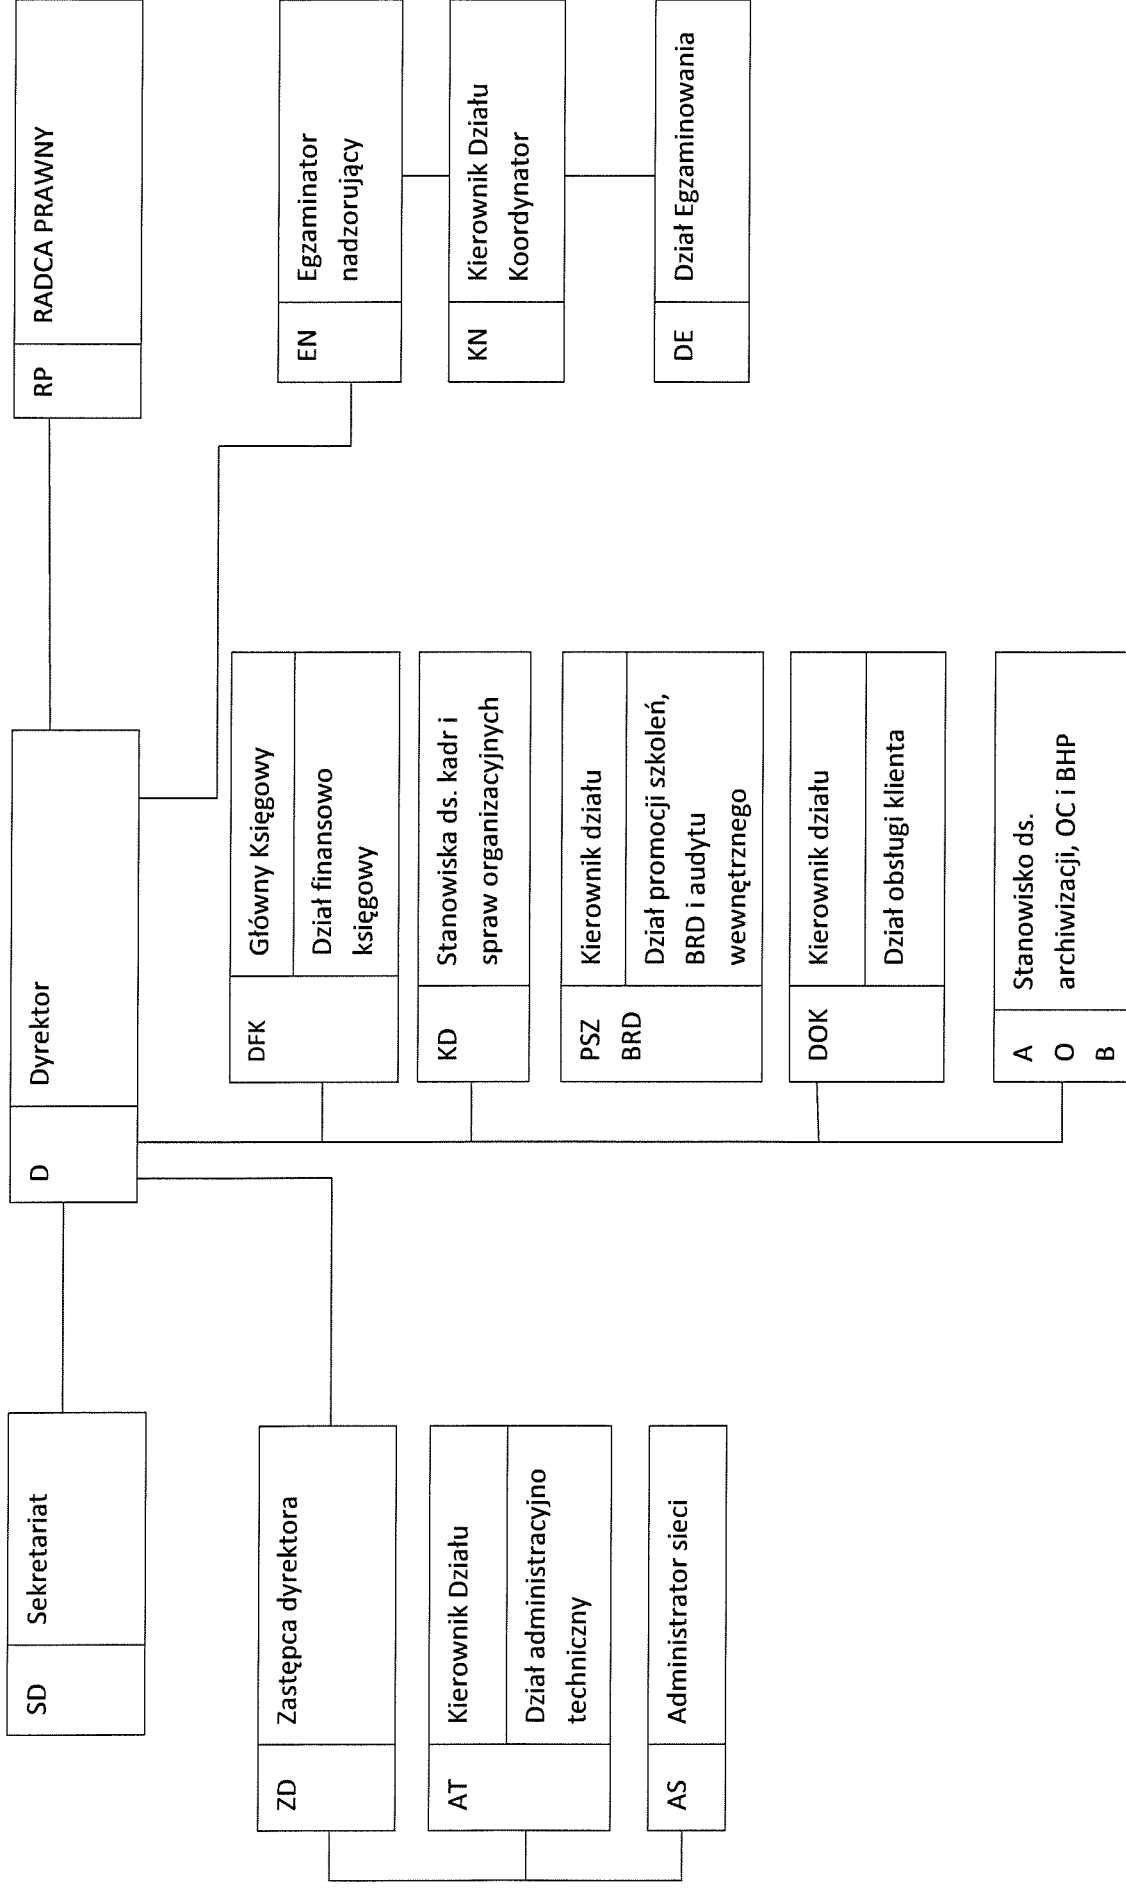 SD Sekretariat
D Dyrektor
RP RADCA PRAWNY
ZD Zastępca dyrektora
AT Kierownik Działu
Dział administracyjno
techniczny
AS Administrator sieci
DFK Główny Księgowy
Dział finansowo
księgowy
KD Stanowiska ds. kadr i
spraw organizacyjnych
PSZ Kierownik działu
BRD Dział promocji szkoleń,
BRD i audytu
wewnętrznego
DOK Kierownik działu
Dział obsługi klienta
A Stanowisko ds.
O archiwizacji, OC i BHP
B
EN Egzaminator
nadzorujący
KN Kierownik Działu
Koordynator
DE Dział Egzaminowania